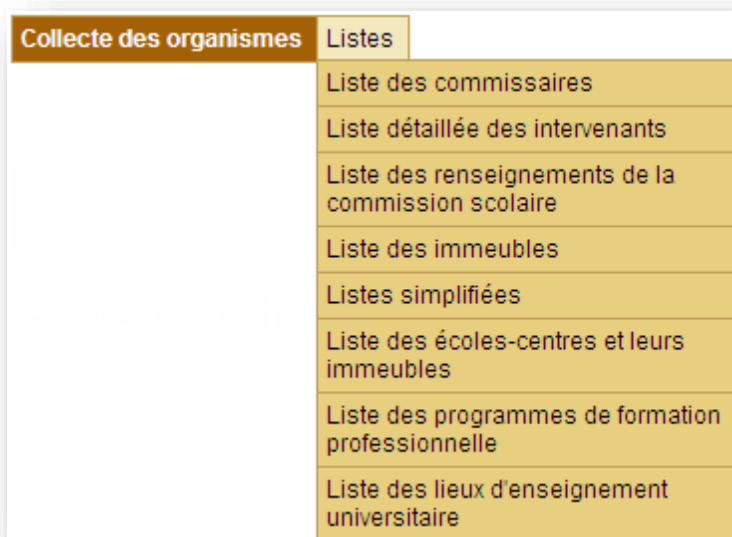 Collecte des organismes Listes
Liste des commissaires
Liste détaillée des intervenants
Liste des renseignements de la
commission scolaire
Liste des immeubles
Listes simplifiées
Liste des écoles-centres et leurs
immeubles
Liste des programmes de formation
professionnelle
Liste des lieux d'enseignement
universitaire